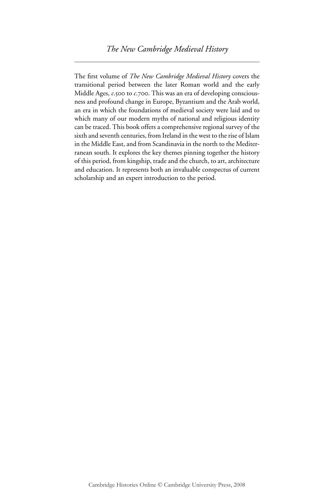 The New Cambridge Medieval History
The first volume of The New Cambridge Medieval History covers the
transitional period between the later Roman world and the early
Middle Ages, c.500 to c.700. This was an era of developing conscious-
ness and profound change in Europe, Byzantium and the Arab world,
an era in which the foundations of medieval society were laid and to
which many of our modern myths of national and religious identity
can be traced. This book offers a comprehensive regional survey of the
sixth and seventh centuries, from Ireland in the west to the rise of Islam
in the Middle East, and from Scandinavia in the north to the Mediter-
ranean south. It explores the key themes pinning together the history
of this period, from kingship, trade and the church, to art, architecture
and education. It represents both an invaluable conspectus of current
scholarship and an expert introduction to the period.
Cambridge Histories Online © Cambridge University Press, 2008